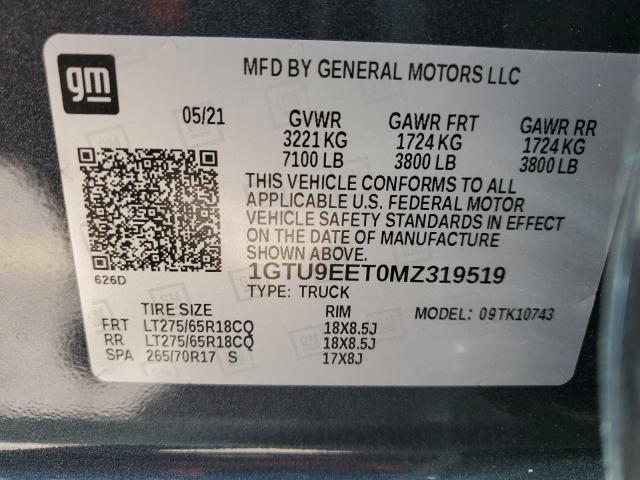 gm
MFD BY GENERAL MOTORS LLC
05/21 GVWR GAWR FRT GAWR RR
3221 KG 1724 KG 1724 KG
7100 LB 3800 LB 3800 LB
THIS VEHICLE CONFORMS TO ALL
APPLICABLE U.S. FEDERAL MOTOR
VEHICLE SAFETY STANDARDS IN EFFECT
ON THE DATE OF MANUFACTURE
SHOWN ABOVE.
626D 1GTU9EET0MZ319519
TYPE: TRUCK MODEL: 09TK10743
TIRE SIZE RIM
FRT LT275/65R18CQ 18X8.5J
RR LT275/65R18CQ 18X8.5J
SPA 265/70R17 S 17X8J